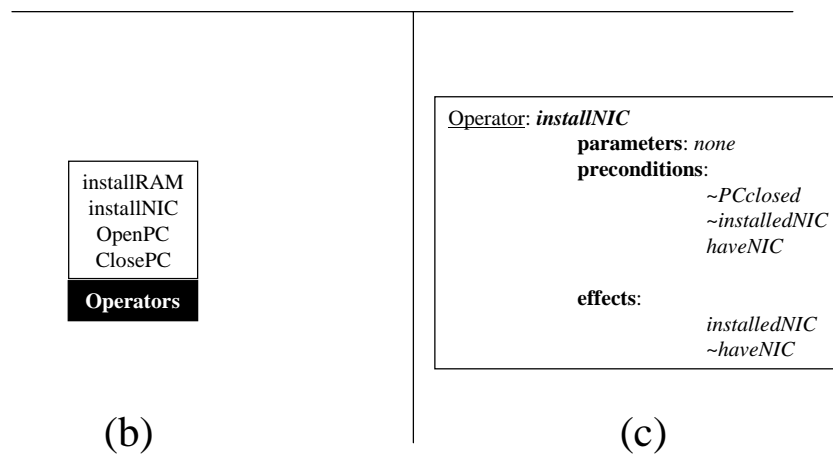 installRAM
installNIC
OpenPC
ClosePC
Operators
(b)
Operator: installNIC
parameters: none
preconditions:
~PCclosed
~installedNIC
haveNIC
effects:
installedNIC
~haveNIC
(c)